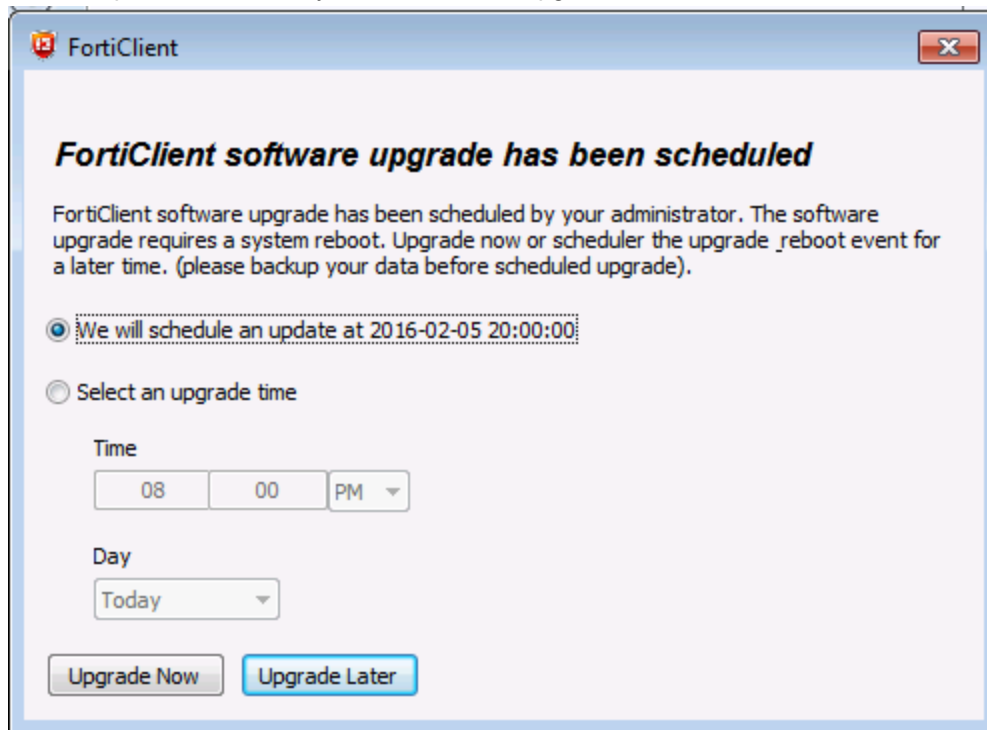 FortiClient
FortiClient software upgrade has been scheduled
FortiClient software upgrade has been scheduled by your administrator. The software
upgrade requires a system reboot. Upgrade now or scheduler the upgrade _reboot event for
a later time. (please backup your data before scheduled upgrade).
We will schedule an update at 2016-02-05 20:00:00
Select an upgrade time
Time
08 00 PM
Day
Today
Upgrade Now Upgrade Later